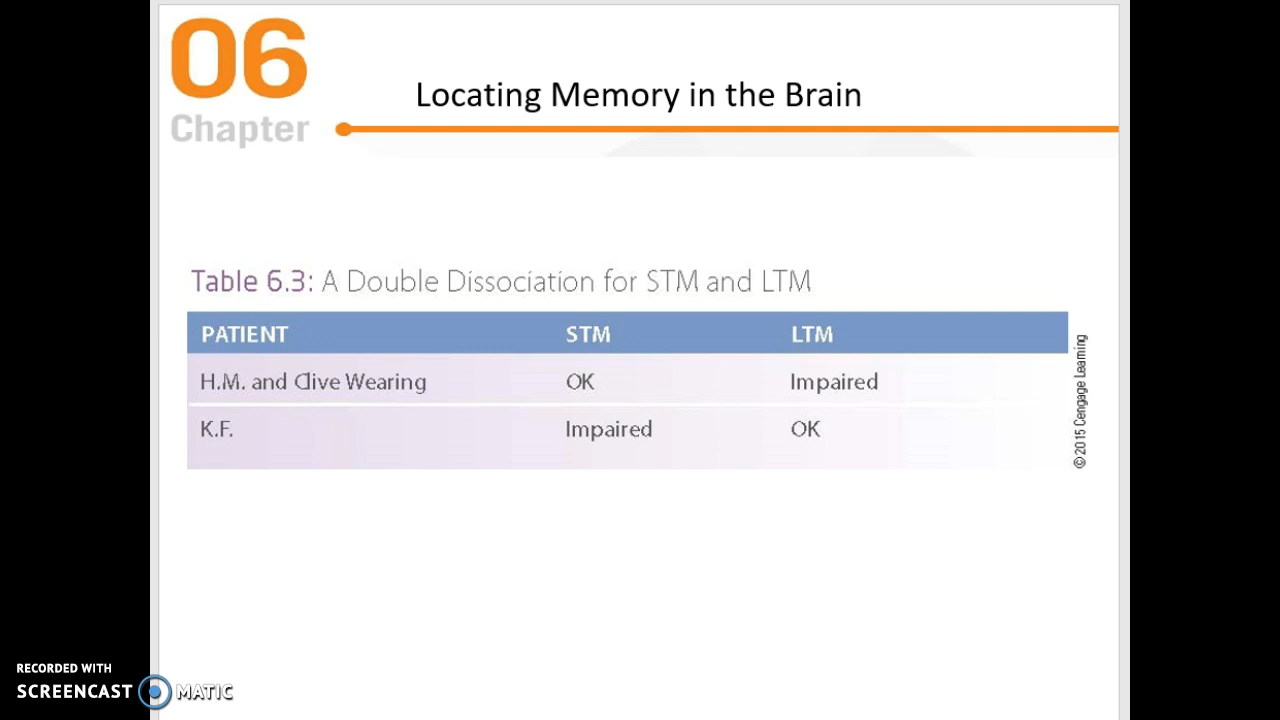 06
Chapter
Locating Memory in the Brain
Table 6.3: A Double Dissociation for STM and LTM
PATIENT STM LTM
H.M. and Clive Wearing OK Impaired
K.F. Impaired OK
© 2015 Cengage Learning
RECORDED WITH
SCREENCAST MATIC